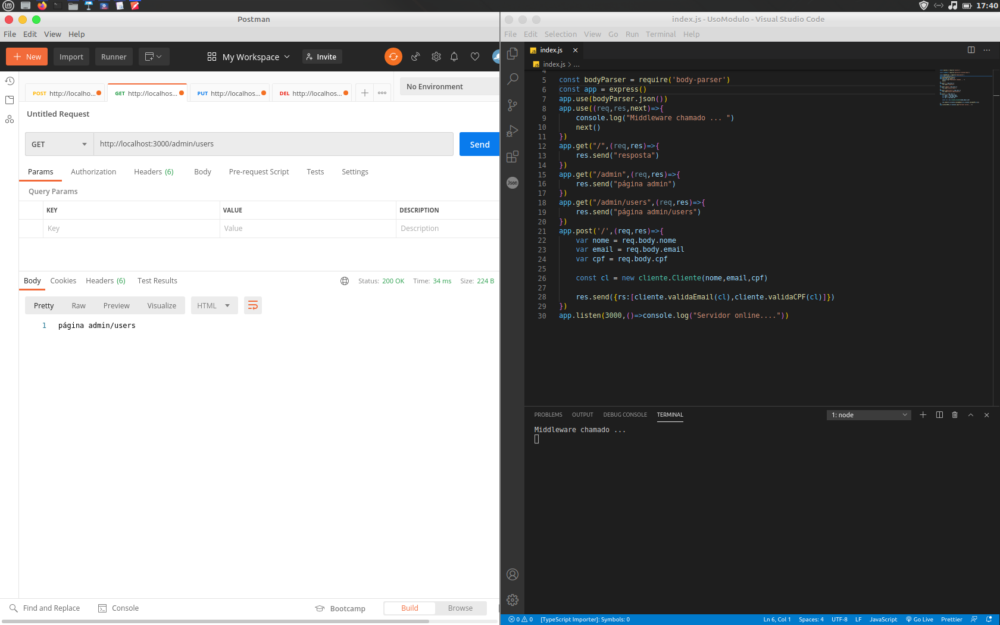 17:40
Postman
File Edit View Help
New Import Runner My Workspace Invite
POST http://localho... GET http://localhos... PUT http://localhos... DEL http://localhos... No Environment
Untitled Request
GET http://localhost:3000/admin/users Send
Params Authorization Headers (6) Body Pre-request Script Tests Settings
Query Params
KEY VALUE DESCRIPTION
Key Value Description
Body Cookies Headers (6) Test Results Status: 200 OK Time: 34 ms Size: 224 B
Pretty Raw Preview Visualize HTML
1 página admin/users
Find and Replace Console Bootcamp Build Browse
index.js - UsoModulo - Visual Studio Code
File Edit Selection View Go Run Terminal Help
JS index.js
JS index.js > ...
Json
4
5 const bodyParser = require('body-parser')
6 const app = express()
7 app.use(bodyParser.json())
8 app.use((req,res,next)=>{
9 console.log("Middleware chamado ... ")
10 next()
11 })
12 app.get("/",(req,res)=>{
13 res.send("resposta")
14 })
15 app.get("/admin",(req,res)=>{
16 res.send("página admin")
17 })
18 app.get("/admin/users",(req,res)=>{
19 res.send("página admin/users")
20 })
21 app.post('/',(req,res)=>{
22 var nome = req.body.nome
23 var email = req.body.email
24 var cpf = req.body.cpf
25
26 const cl = new cliente.Cliente(nome,email,cpf)
27
28 res.send({rs:[cliente.validaEmail(cl),cliente.validaCPF(cl)]})
29 })
30 app.listen(3000,()=>console.log("Servidor online...."))
PROBLEMS OUTPUT DEBUG CONSOLE TERMINAL 1: node
Middleware chamado ...
0 0 [TypeScript Importer]: Symbols: 0 Ln 6, Col 1 Spaces: 4 UTF-8 LF JavaScript Go Live Prettier